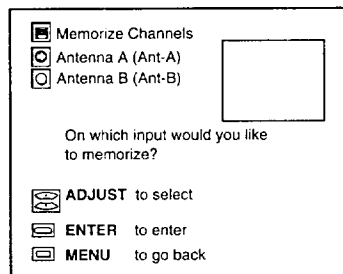 Memorize Channels
Antenna A (Ant-A)
Antenna B (Ant-B)
On which input would you like
to memorize?
ADJUST to select
ENTER to enter
MENU to go back